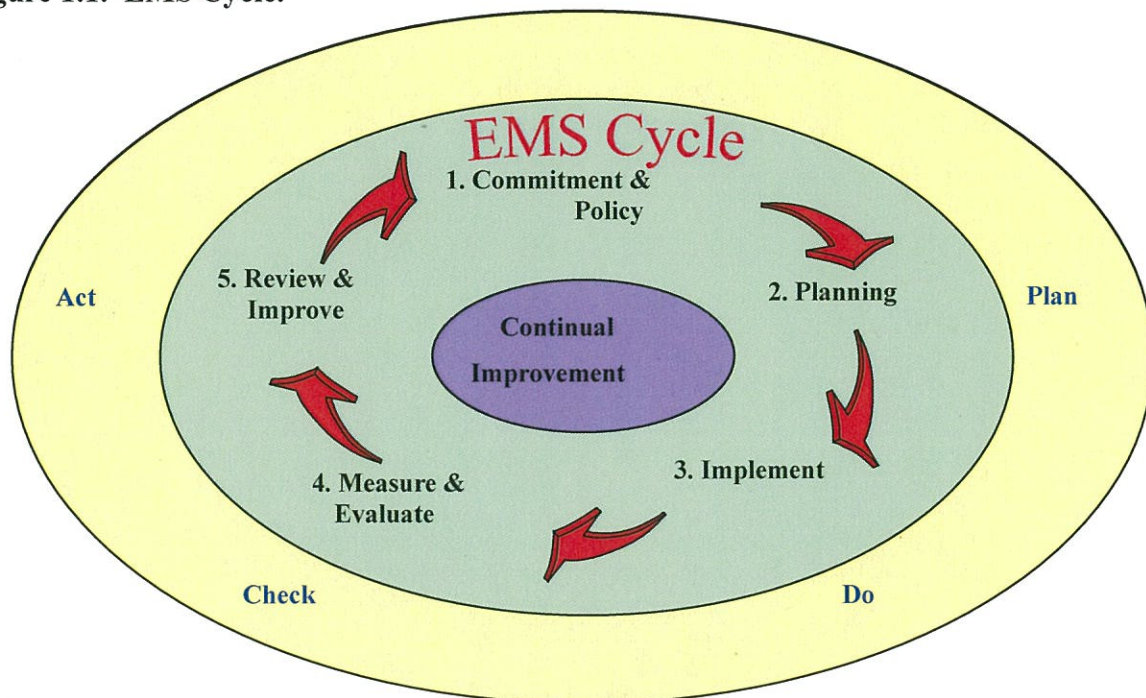 EMS Cycle
1. Commitment &
Policy
2. Planning
3. Implement
4. Measure &
Evaluate
5. Review &
Improve
Continual
Improvement
Plan
Do
Check
Act